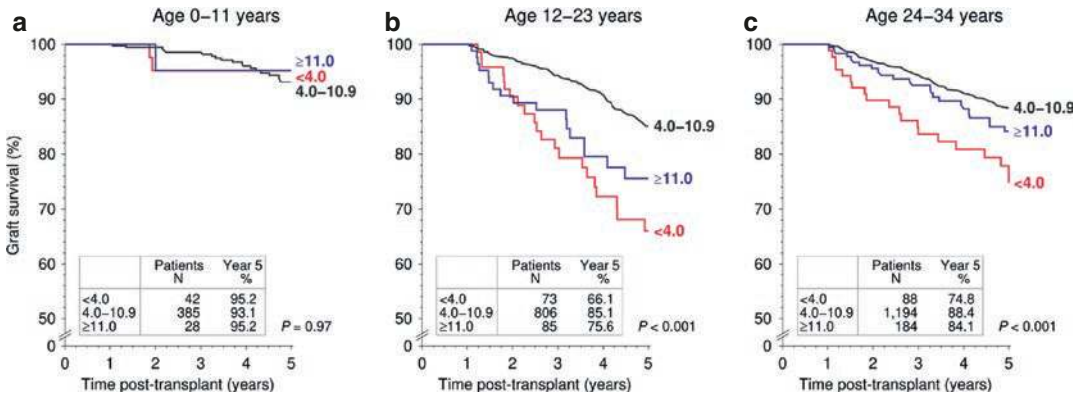 a
Age 0–11 years
Graft survival (%)
100
90
80
70
60
50
0
≥11.0
<4.0
4.0–10.9
Patients N Year 5 %
<4.0 42 95.2
4.0–10.9 385 93.1
≥11.0 28 95.2
P = 0.97
0 1 2 3 4 5
Time post-transplant (years)
b
Age 12–23 years
100
90
80
70
60
50
0
4.0–10.9
≥11.0
<4.0
Patients N Year 5 %
<4.0 73 66.1
4.0–10.9 806 85.1
≥11.0 85 75.6
P < 0.001
0 1 2 3 4 5
Time post-transplant (years)
c
Age 24–34 years
100
90
80
70
60
50
0
4.0–10.9
≥11.0
<4.0
Patients N Year 5 %
<4.0 88 74.8
4.0–10.9 1,194 88.4
≥11.0 184 84.1
P < 0.001
0 1 2 3 4 5
Time post-transplant (years)